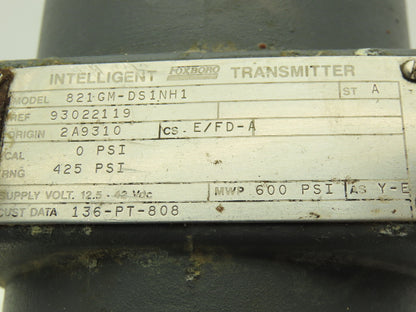 INTELLIGENT FOXBORO TRANSMITTER
MODEL 821GM-DS1NH1 ST A
REF 93022119
ORIGIN 2A9310 CS. E/FD-A
CAL 0 PSI
RNG 425 PSI
SUPPLY VOLT. 12.5 - 42 Vdc MWP 600 PSI AS Y-E
CUST DATA 136-PT-808